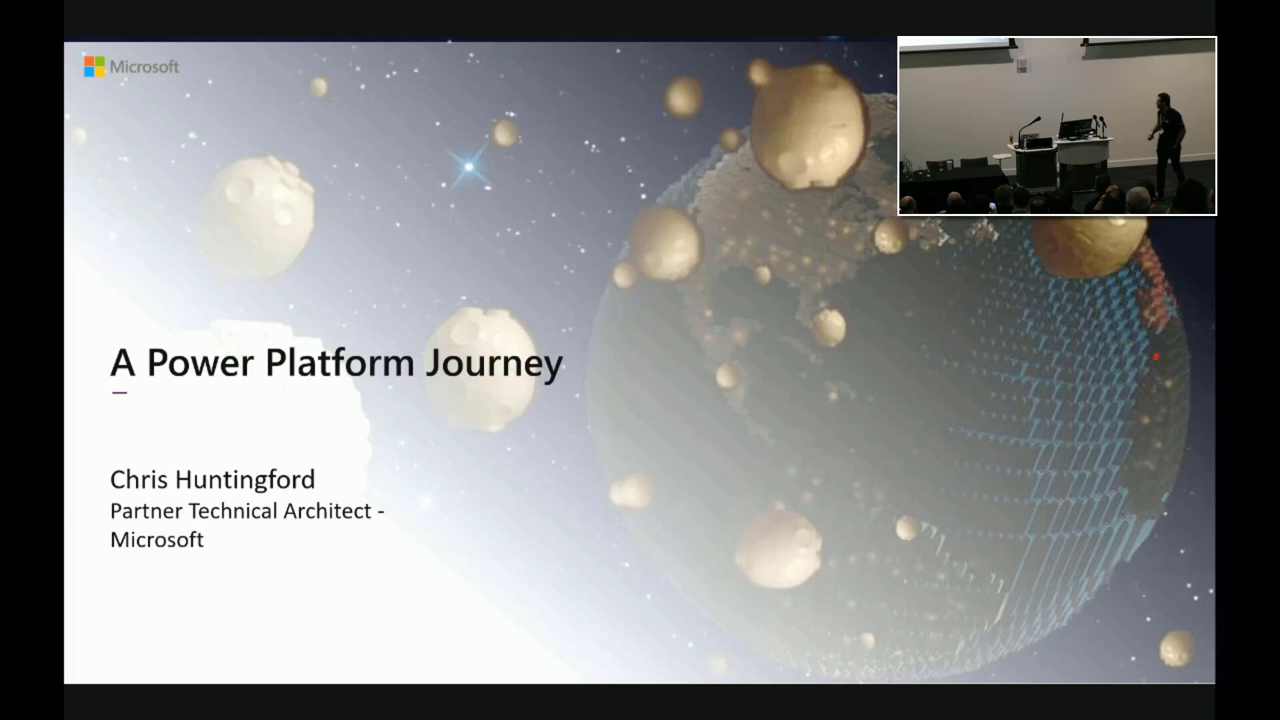 Microsoft
A Power Platform Journey
Chris Huntingford
Partner Technical Architect -
Microsoft